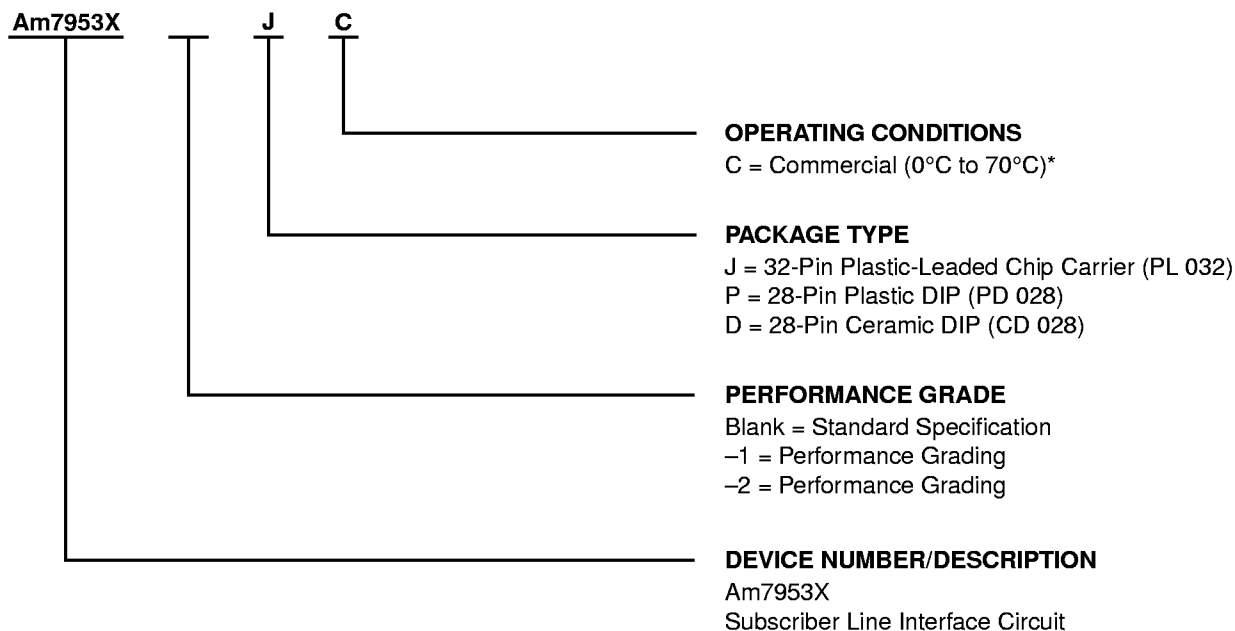 Am7953X J C
OPERATING CONDITIONS
C = Commercial (0°C to 70°C)*
PACKAGE TYPE
J = 32-Pin Plastic-Leaded Chip Carrier (PL 032)
P = 28-Pin Plastic DIP (PD 028)
D = 28-Pin Ceramic DIP (CD 028)
PERFORMANCE GRADE
Blank = Standard Specification
–1 = Performance Grading
–2 = Performance Grading
DEVICE NUMBER/DESCRIPTION
Am7953X
Subscriber Line Interface Circuit